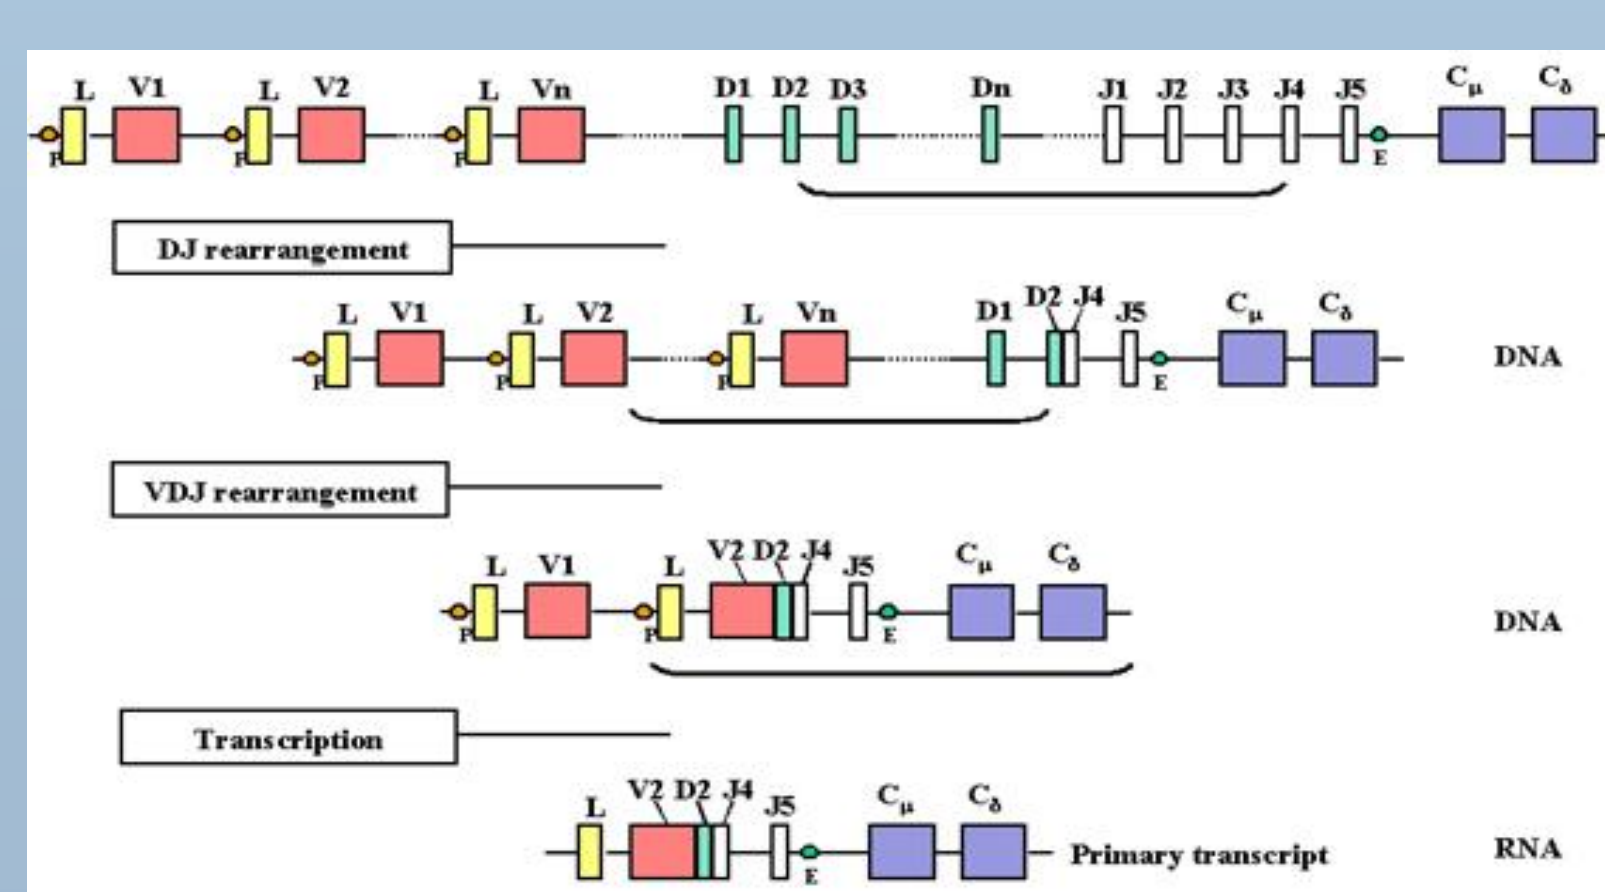 L V1 L V2 L Vn D1 D2 D3 Dn J1 J2 J3 J4 J5 Cμ Cδ
P P P E
DJ rearrangement
L V1 L V2 L Vn D1 D2 J4 J5 Cμ Cδ
DNA
P P P E
VDJ rearrangement
L V1 L V2 D2 J4 J5 Cμ Cδ
DNA
P P E
Transcription
L V2 D2 J4 J5 Cμ Cδ
Primary transcript RNA
E